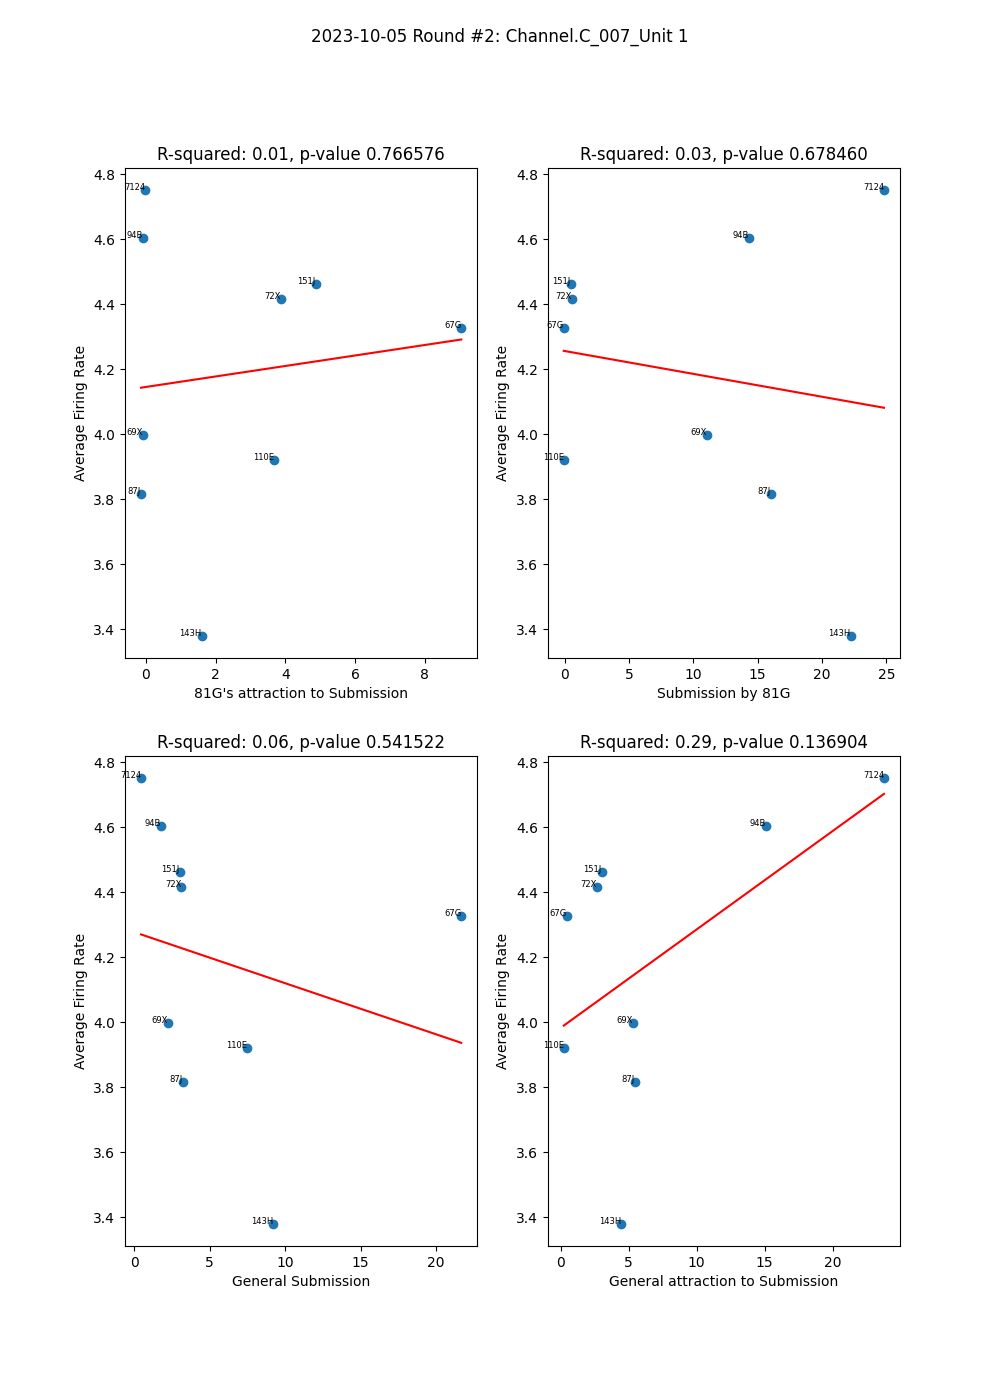 2023-10-05 Round #2: Channel.C_007_Unit 1
R-squared: 0.01, p-value 0.766576
4.8
4.6
4.4
4.2
4.0
3.8
3.6
3.4
Average Firing Rate
7124
94B
151J
72X
67G
69X
110E
87J
143H
0 2 4 6 8
81G's attraction to Submission
R-squared: 0.03, p-value 0.678460
4.8
4.6
4.4
4.2
4.0
3.8
3.6
3.4
Average Firing Rate
7124
94B
151J
72X
67G
69X
110E
87J
143H
0 5 10 15 20 25
Submission by 81G
R-squared: 0.06, p-value 0.541522
4.8
4.6
4.4
4.2
4.0
3.8
3.6
3.4
Average Firing Rate
7124
94B
151J
72X
67G
69X
110E
87J
143H
0 5 10 15 20
General Submission
R-squared: 0.29, p-value 0.136904
4.8
4.6
4.4
4.2
4.0
3.8
3.6
3.4
Average Firing Rate
7124
94B
151J
72X
67G
69X
110E
87J
143H
0 5 10 15 20
General attraction to Submission